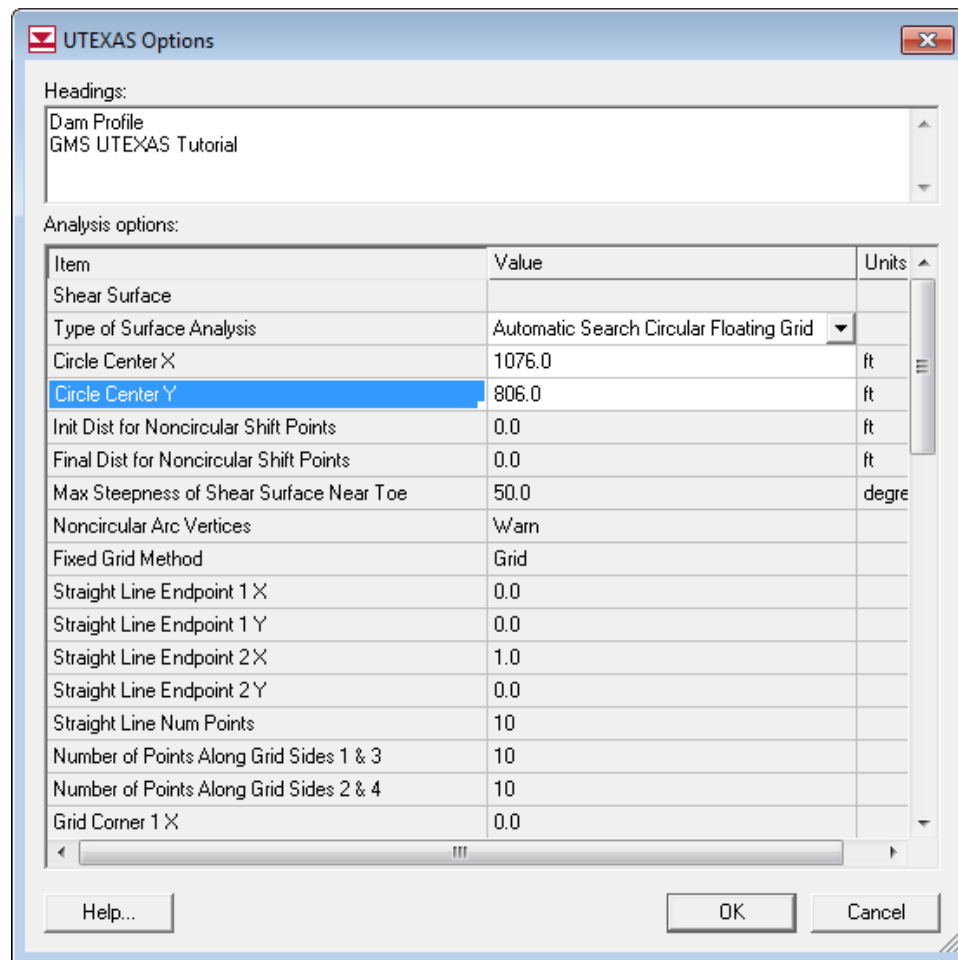 UTEXAS Options
Headings:
Dam Profile
GMS UTEXAS Tutorial
Analysis options:
Item Value Units
Shear Surface
Type of Surface Analysis Automatic Search Circular Floating Grid
Circle Center X 1076.0 ft
Circle Center Y 806.0 ft
Init Dist for Noncircular Shift Points 0.0 ft
Final Dist for Noncircular Shift Points 0.0 ft
Max Steepness of Shear Surface Near Toe 50.0 degre
Noncircular Arc Vertices Warn
Fixed Grid Method Grid
Straight Line Endpoint 1 X 0.0
Straight Line Endpoint 1 Y 0.0
Straight Line Endpoint 2 X 1.0
Straight Line Endpoint 2 Y 0.0
Straight Line Num Points 10
Number of Points Along Grid Sides 1 & 3 10
Number of Points Along Grid Sides 2 & 4 10
Grid Corner 1 X 0.0
Help... OK Cancel